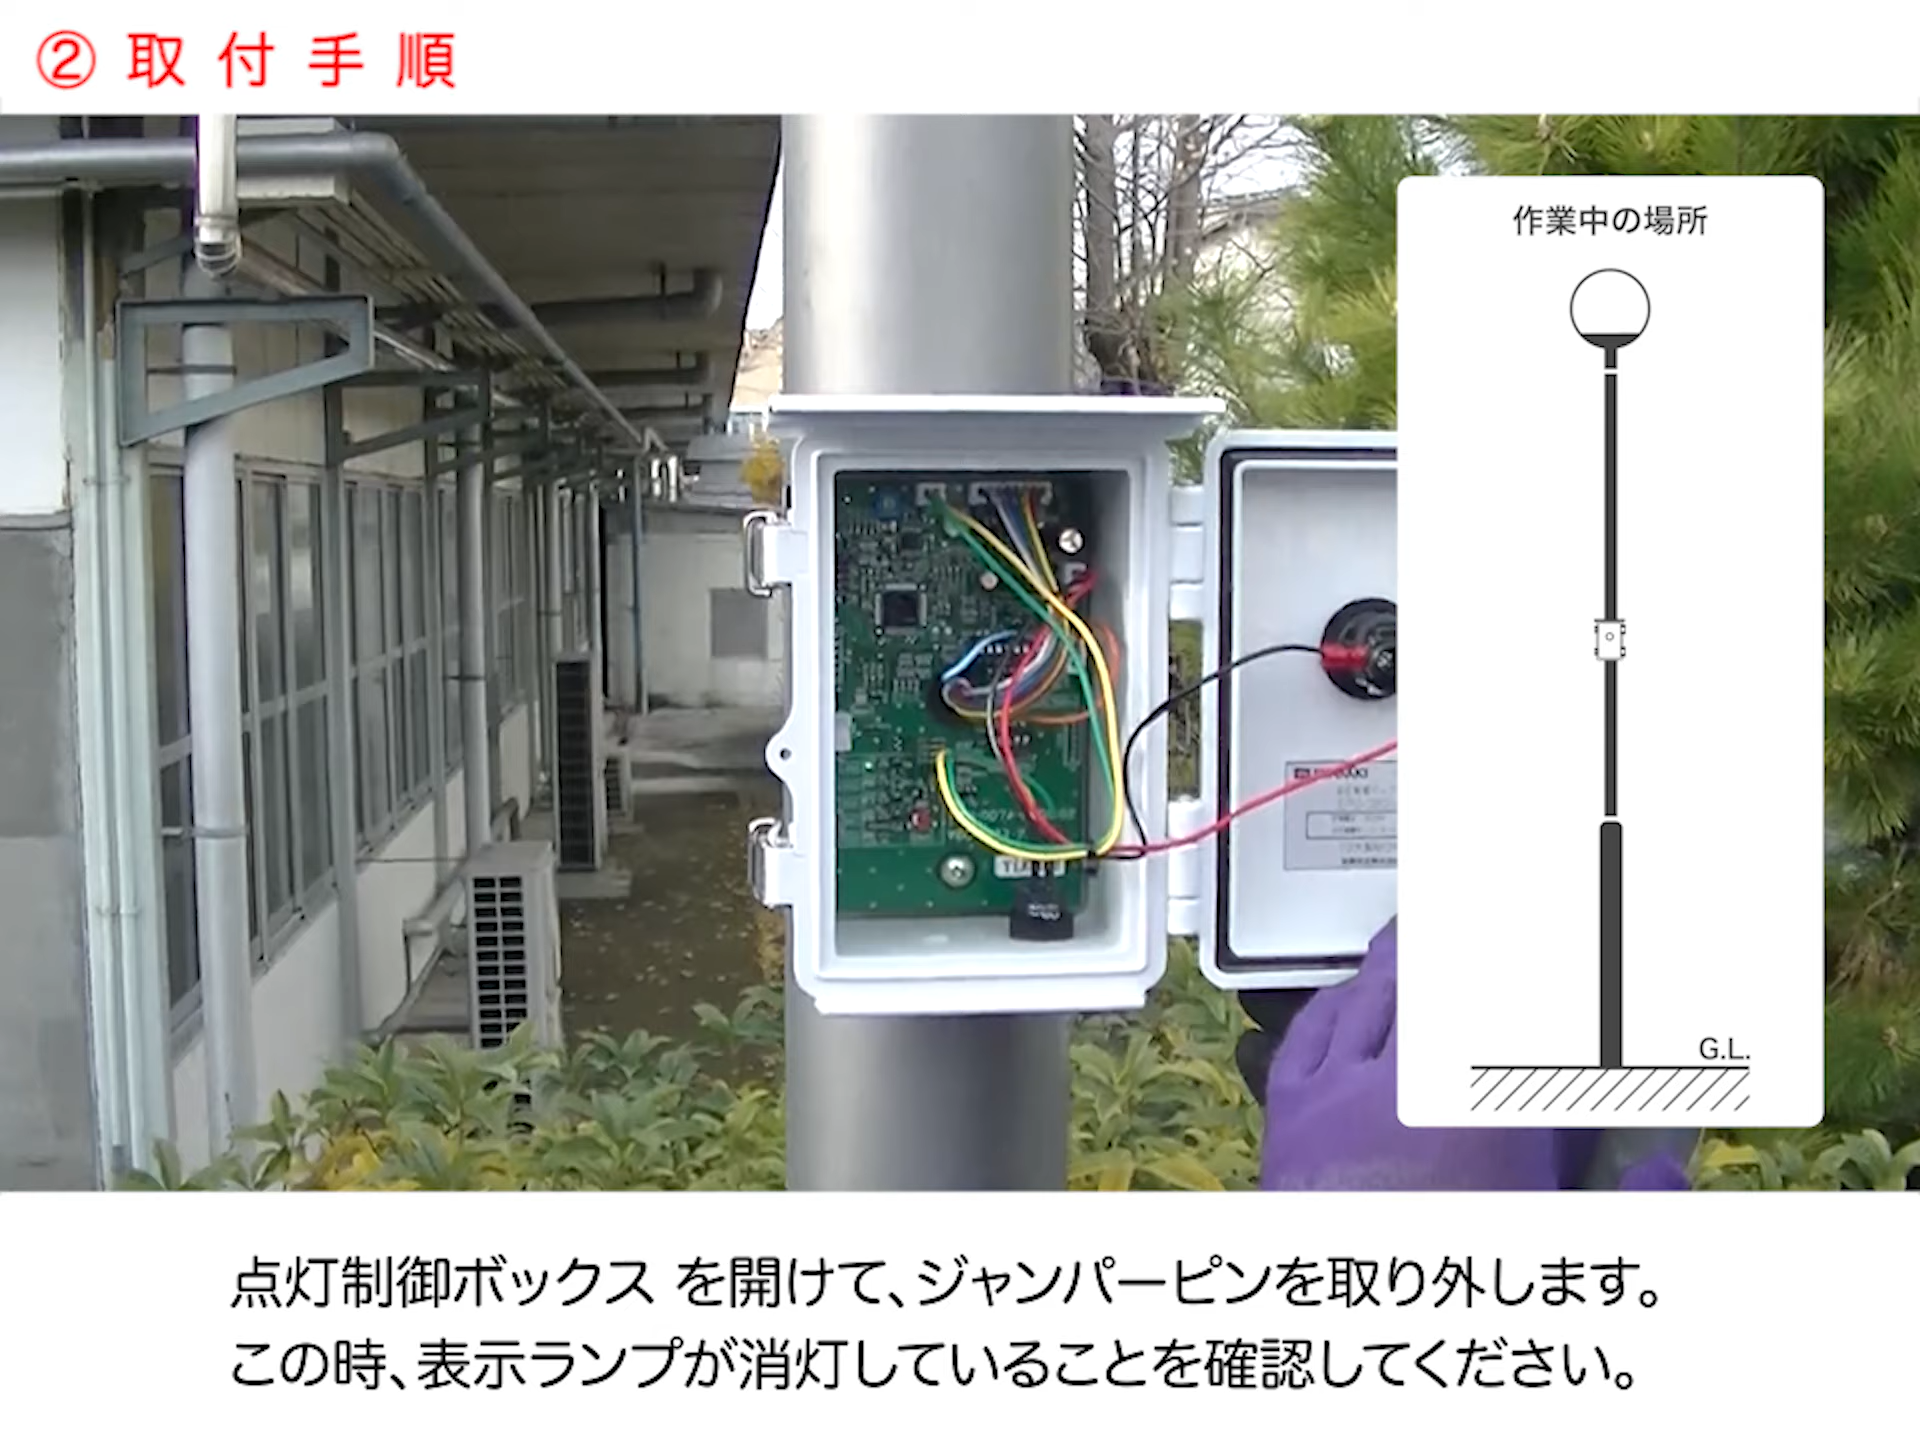 ② 取付手順
作業中の場所
G.L.
点灯制御ボックス を開けて、ジャンパーピンを取り外します。
この時、表示ランプが消灯していることを確認してください。